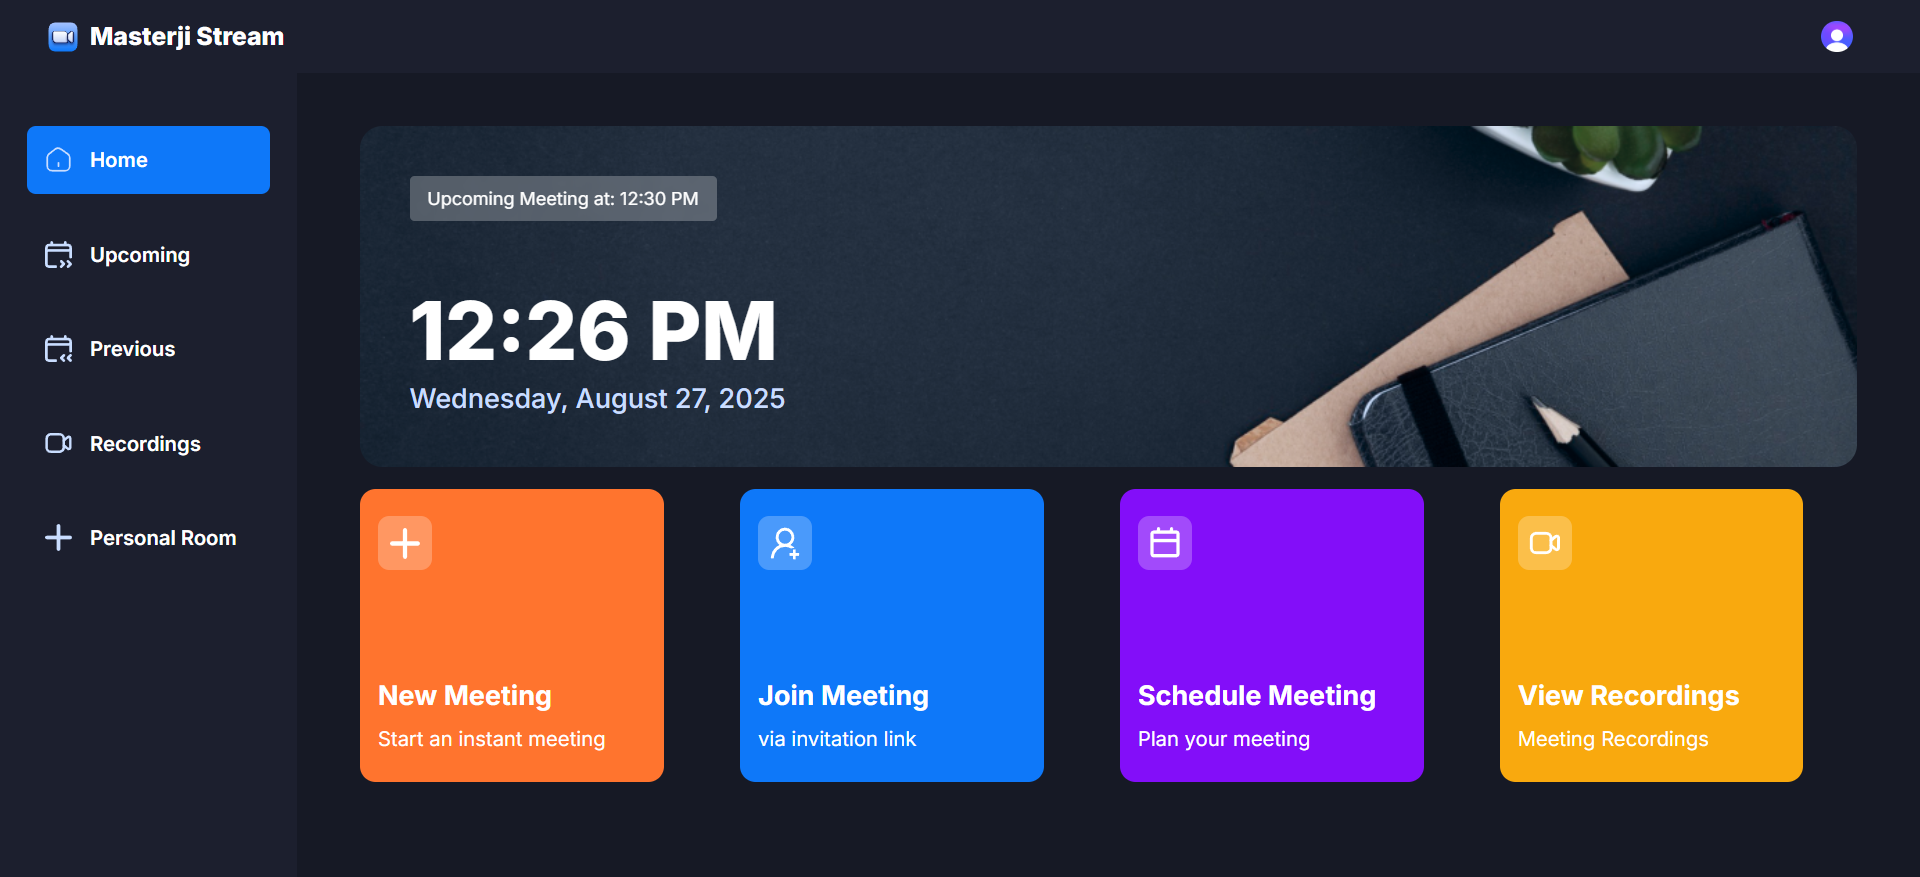 Masterji Stream
Home
Upcoming
Previous
Recordings
Personal Room
Upcoming Meeting at: 12:30 PM
12:26 PM
Wednesday, August 27, 2025
New Meeting
Start an instant meeting
Join Meeting
via invitation link
Schedule Meeting
Plan your meeting
View Recordings
Meeting Recordings